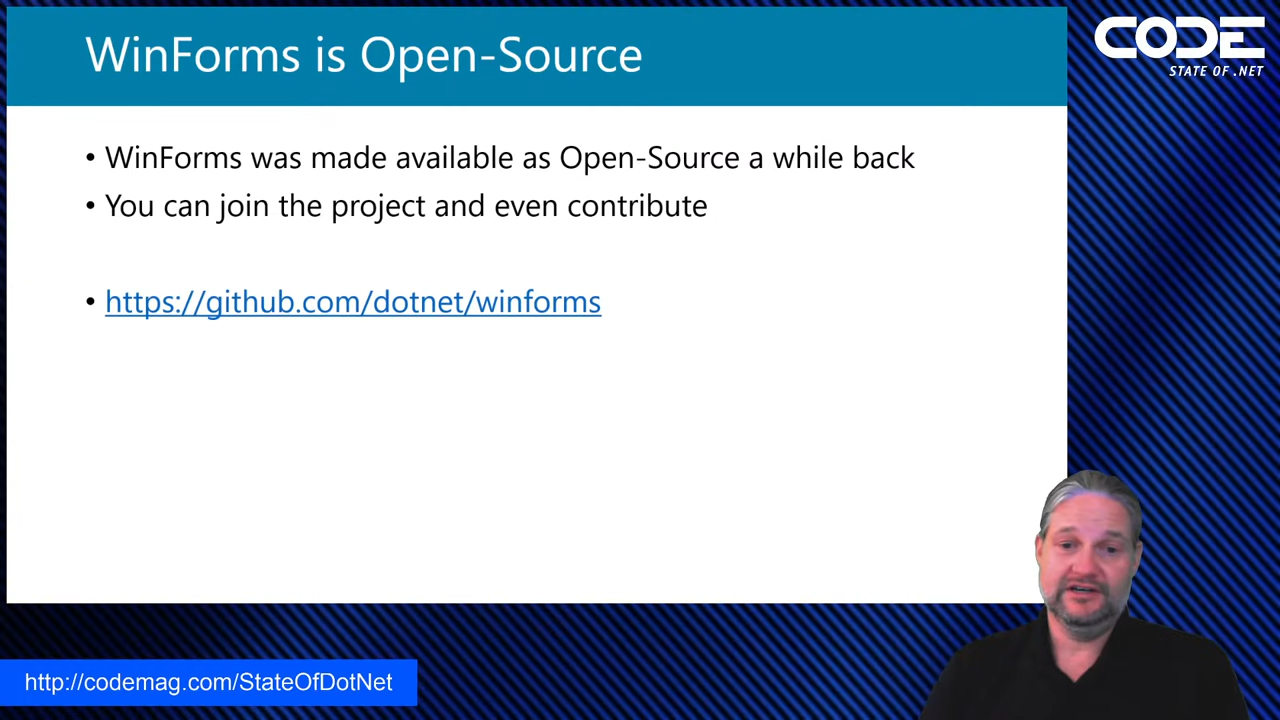 WinForms is Open-Source
CODE
STATE OF .NET
• WinForms was made available as Open-Source a while back
• You can join the project and even contribute
• https://github.com/dotnet/winforms
http://codemag.com/StateOfDotNet